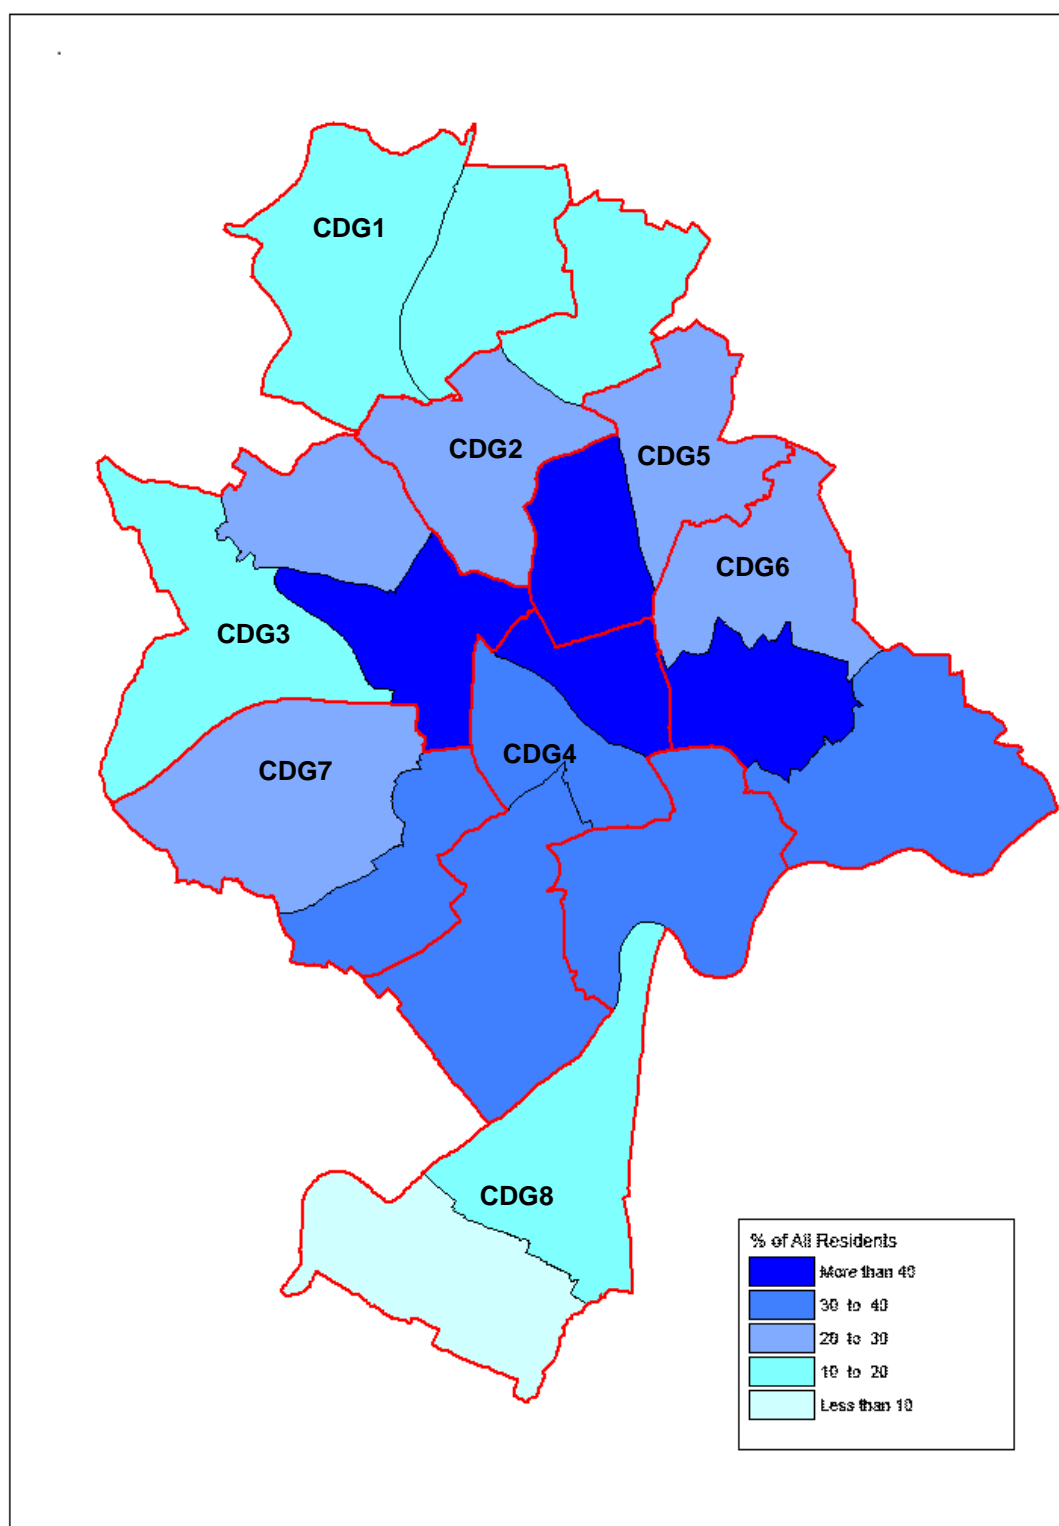 CDG1
CDG2
CDG5
CDG6
CDG3
CDG4
CDG7
CDG8
% of All Residents
More than 40
30 to 40
20 to 30
10 to 20
Less than 10